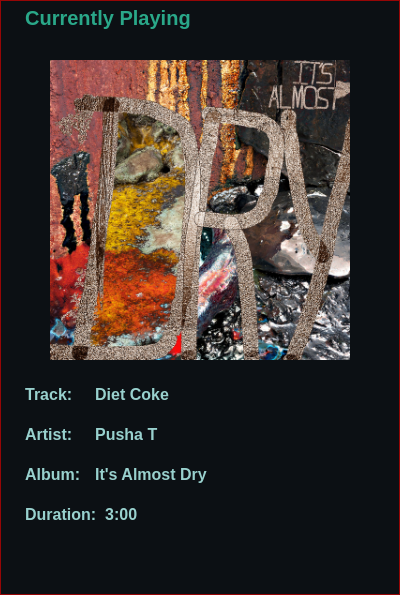 Currently Playing
IT'S
ALMOST
DRY
Track: Diet Coke
Artist: Pusha T
Album: It's Almost Dry
Duration: 3:00